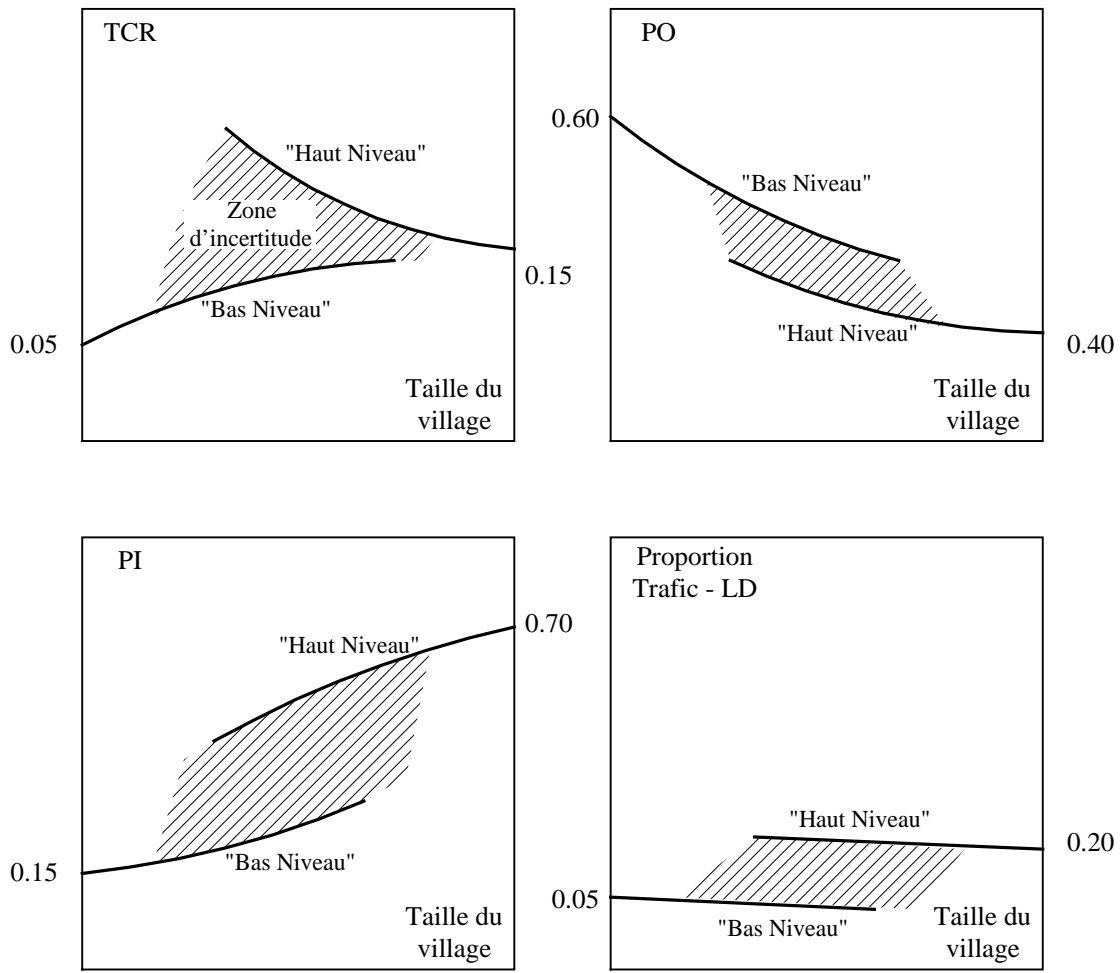 TCR
"Haut Niveau"
Zone
d'incertitude
"Bas Niveau"
0.05
0.15
Taille du
village
PO
0.60
"Bas Niveau"
"Haut Niveau"
0.40
Taille du
village
PI
"Haut Niveau"
0.70
0.15
"Bas Niveau"
Taille du
village
Proportion
Trafic - LD
"Haut Niveau"
0.20
0.05
"Bas Niveau"
Taille du
village